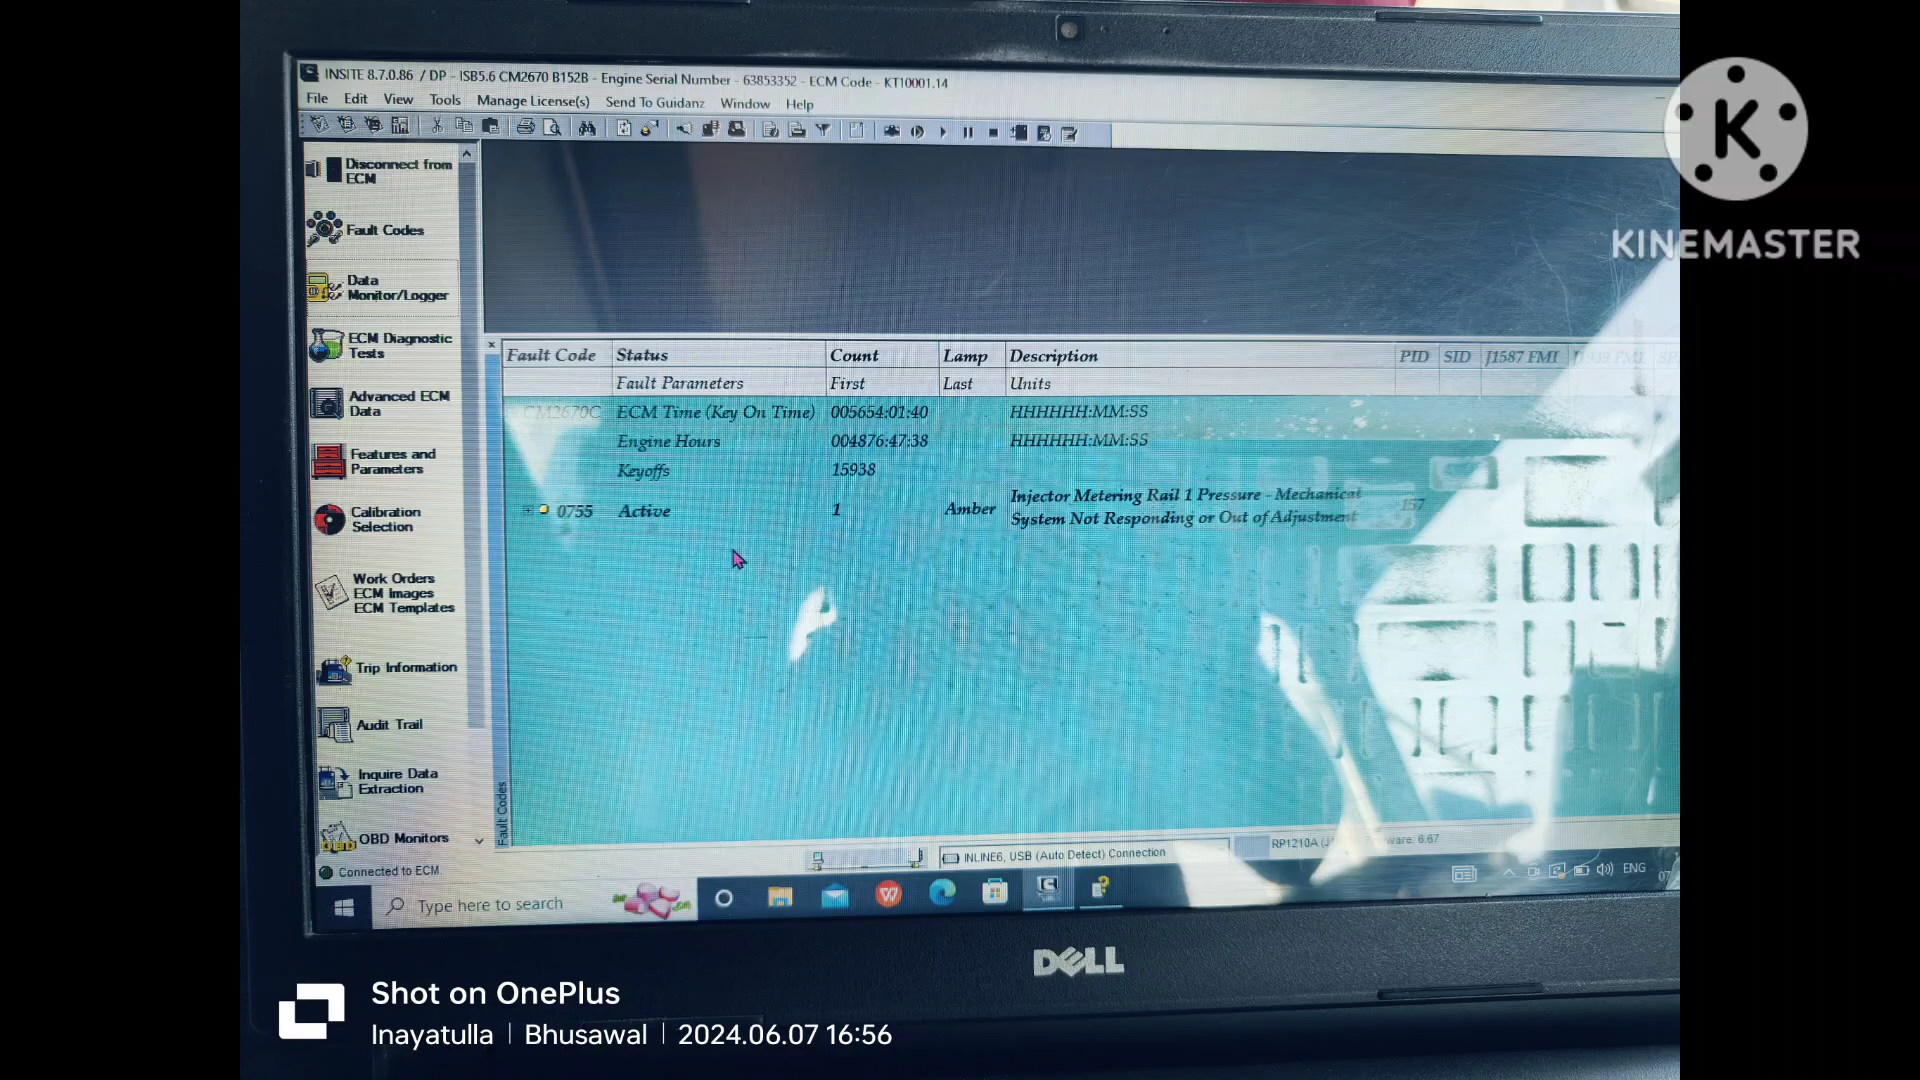 INSITE 8.7.0.86 / DP - ISB5.6 CM2670 B152B - Engine Serial Number - 63853352 - ECM Code - KT10001.14
File Edit View Tools Manage License(s) Send To Guidanz Window Help
K
KINEMASTER
Disconnect from
ECM
Fault Codes
Data
Monitor/Logger
ECM Diagnostic
Tests
Advanced ECM
Data
Features and
Parameters
Calibration
Selection
Work Orders
ECM Images
ECM Templates
Trip Information
Audit Trail
Inquire Data
Extraction
OBD Monitors
Connected to ECM.
Fault Code Status Count Lamp Description PID SID J1587 FMI
Fault Parameters First Last Units
CM2670C ECM Time (Key On Time) 005654:01:40 HHHHHH:MM:SS
Engine Hours 004876:47:38 HHHHHH:MM:SS
Keyoffs 15938
0755 Active 1 Amber Injector Metering Rail 1 Pressure - Mechanical
System Not Responding or Out of Adjustment 157
Fault Codes
INLINE6, USB (Auto Detect) Connection
RP1210A 6.67
Type here to search
ENG
DELL
Shot on OnePlus
Inayatulla | Bhusawal | 2024.06.07 16:56